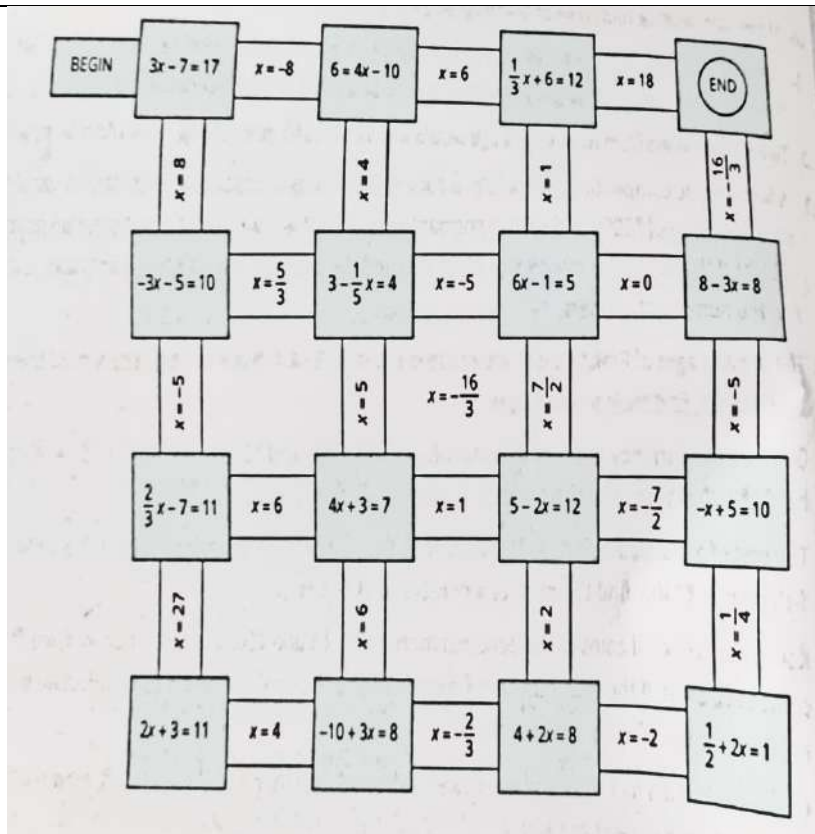 BEGIN 3x – 7 = 17 x = –8 6 = 4x – 10 x = 6 1/3 x + 6 = 12 x = 18 END
x = 8 x = 4 x = 1 x = –16/3
–3x – 5 = 10 x = 5/3 3 – 1/5 x = 4 x = –5 6x – 1 = 5 x = 0 8 – 3x = 8
x = –5 x = 5 x = –16/3 x = 7/2 x = –5
2/3 x – 7 = 11 x = 6 4x + 3 = 7 x = 1 5 – 2x = 12 x = –7/2 –x + 5 = 10
x = 27 x = 6 x = 2 x = 1/4
2x + 3 = 11 x = 4 –10 + 3x = 8 x = –2/3 4 + 2x = 8 x = –2 1/2 + 2x = 1